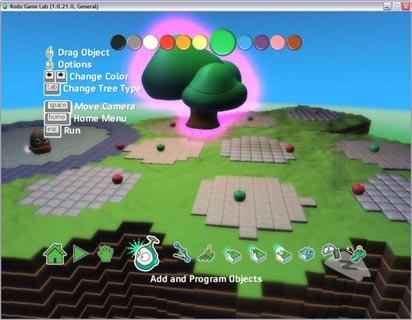 Kodu Game Lab (1.0.21.0, General)
Drag Object
Options
Change Color
tab Change Tree Type
space Move Camera
home Home Menu
esc Run
Add and Program Objects